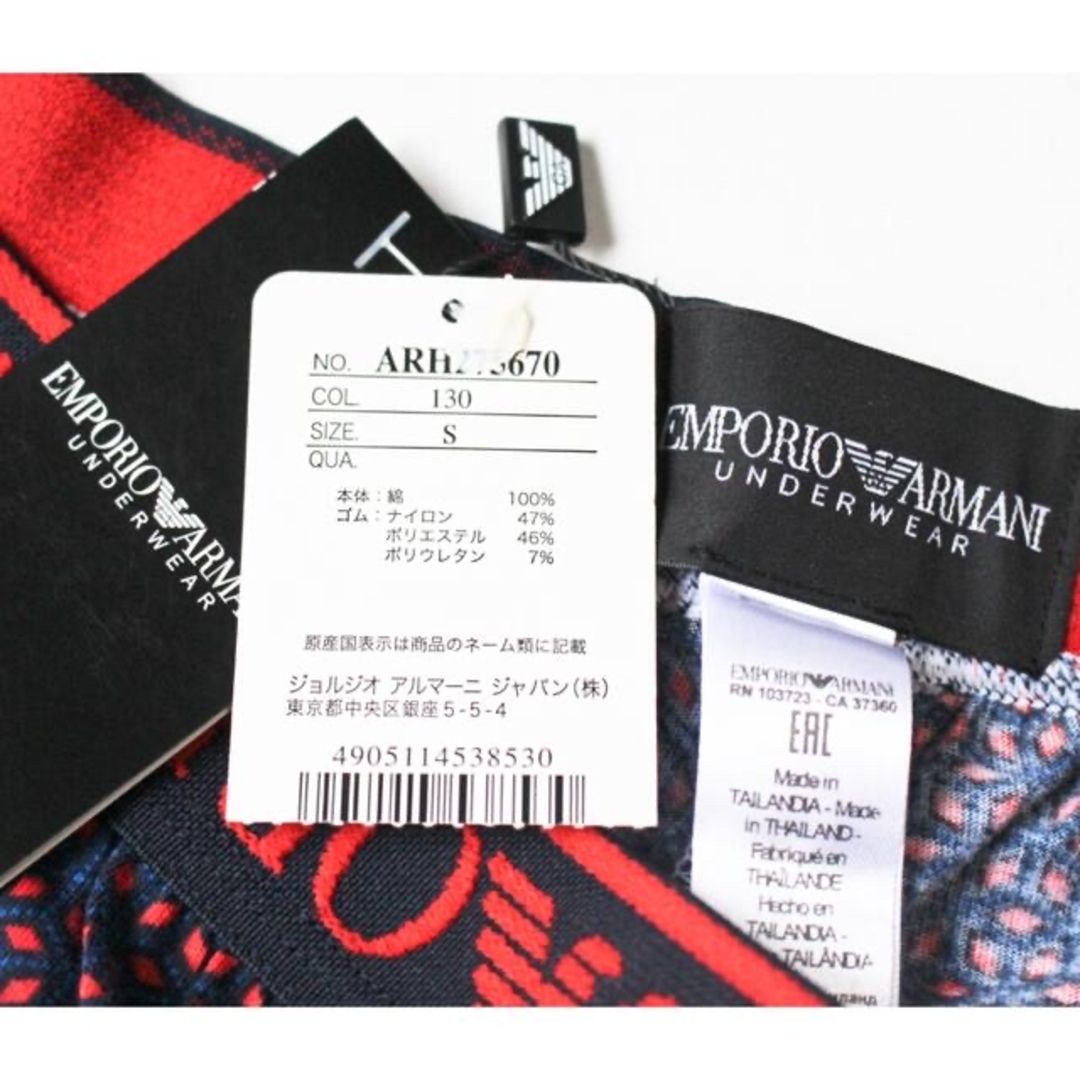 EMPORIO ARMANI
UNDERWEAR
NO. ARH275670
COL. 130
SIZE. S
QUA.
本体：綿 100%
ゴム：ナイロン 47%
ポリエステル 46%
ポリウレタン 7%
原産国表示は商品のネーム類に記載
ジョルジオ アルマーニ ジャパン(株)
東京都中央区銀座5-5-4
4905114538530
EMPORIO ARMANI
UNDERWEAR
EMPORIO ARMANI
RN 103723 - CA 37360
EAC
Made in
TAILANDIA - Made
in THAILAND -
Fabriqué en
THAÏLANDE
Hecho en
TAILANDIA -
TAILÂNDIA